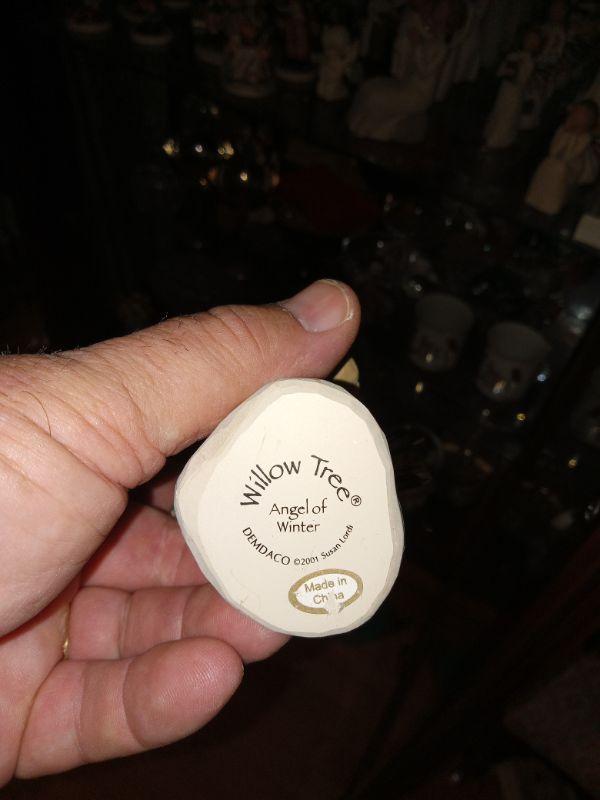 Willow Tree®
Angel of
Winter
DEMDACO ©2001 Susan Lordi
Made in
China